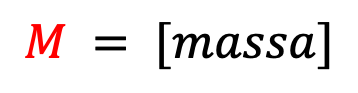 M = [massa]